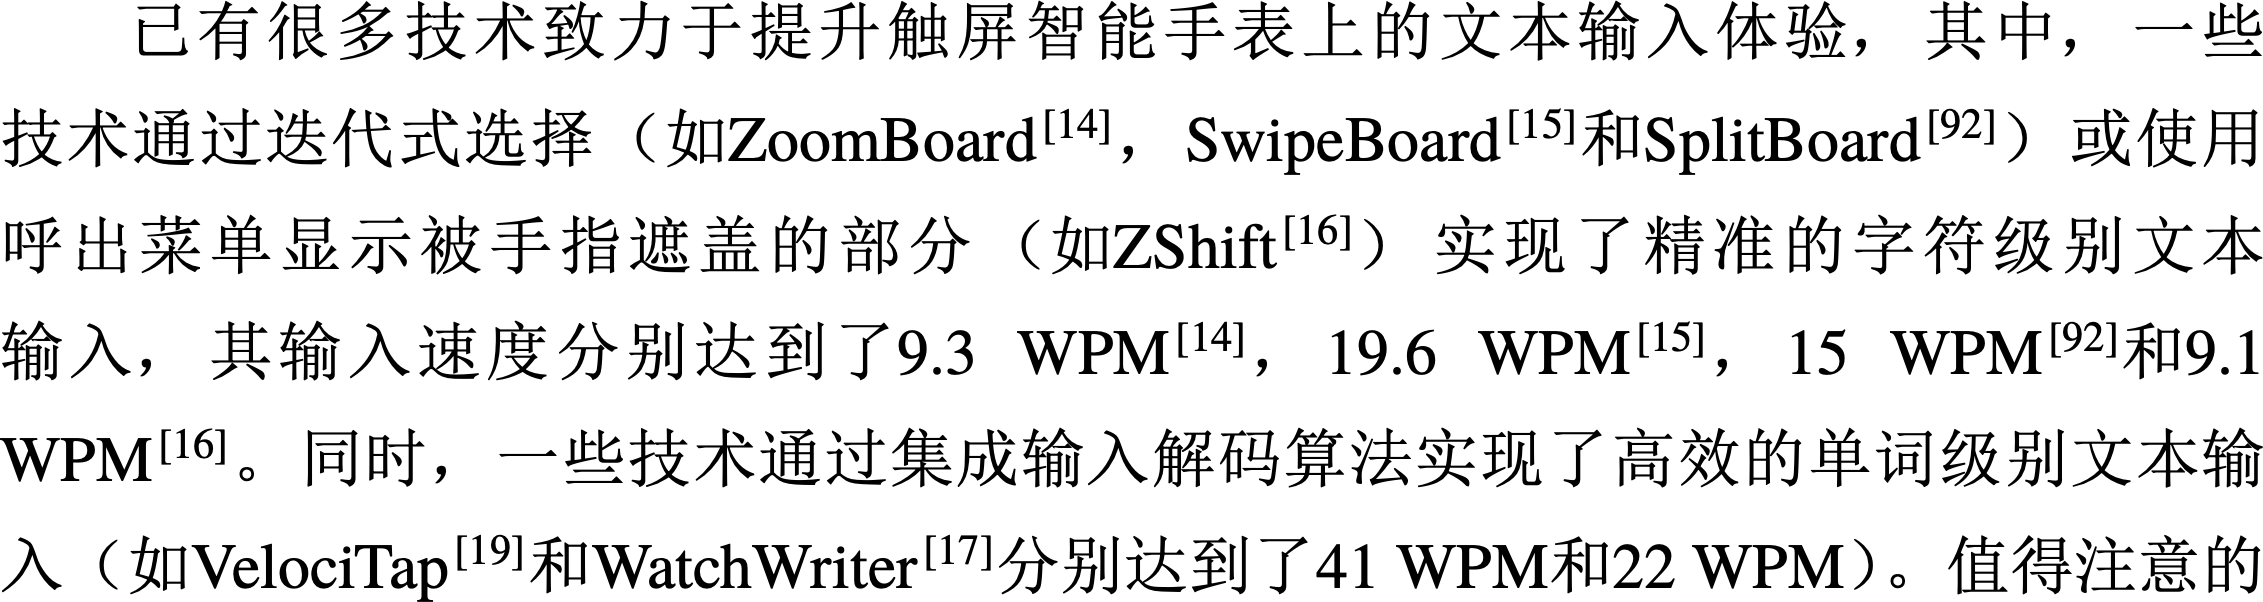 已有很多技术致力于提升触屏智能手表上的文本输入体验，其中，一些
技术通过迭代式选择（如ZoomBoard[14]，SwipeBoard[15]和SplitBoard[92]）或使用
呼出菜单显示被手指遮盖的部分（如ZShift[16]）实现了精准的字符级别文本
输入，其输入速度分别达到了9.3 WPM[14]，19.6 WPM[15]，15 WPM[92]和9.1
WPM[16]。同时，一些技术通过集成输入解码算法实现了高效的单词级别文本输
入（如VelociTap[19]和WatchWriter[17]分别达到了41 WPM和22 WPM）。值得注意的